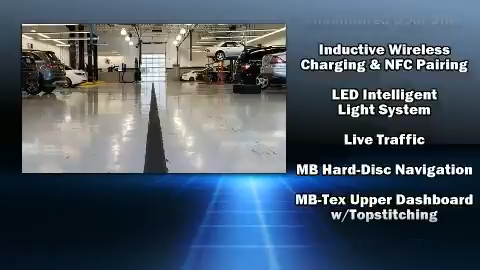 Inductive Wireless
Charging & NFC Pairing
LED Intelligent
Light System
Live Traffic
MB Hard-Disc Navigation
MB-Tex Upper Dashboard
w/Topstitching